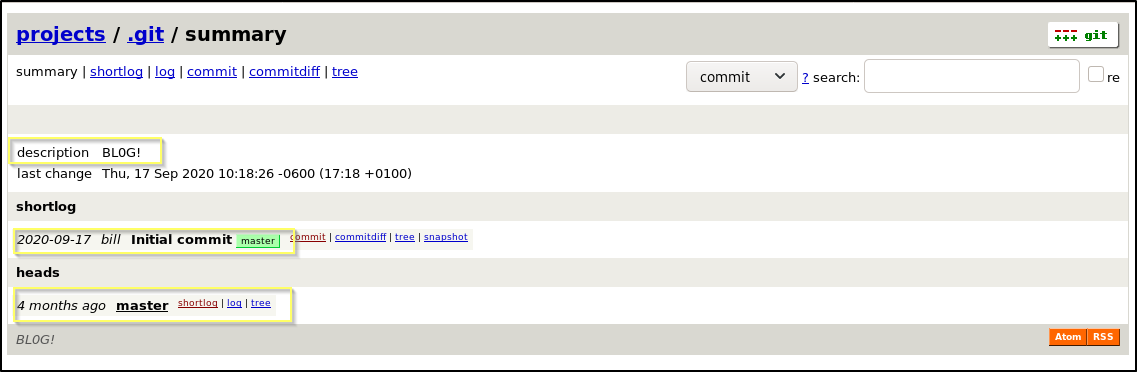 projects / .git / summary
git
summary | shortlog | log | commit | commitdiff | tree
commit ? search: re
description BL0G!
last change Thu, 17 Sep 2020 10:18:26 -0600 (17:18 +0100)
shortlog
2020-09-17 bill Initial commit master commit | commitdiff | tree | snapshot
heads
4 months ago master shortlog | log | tree
BL0G!
Atom RSS